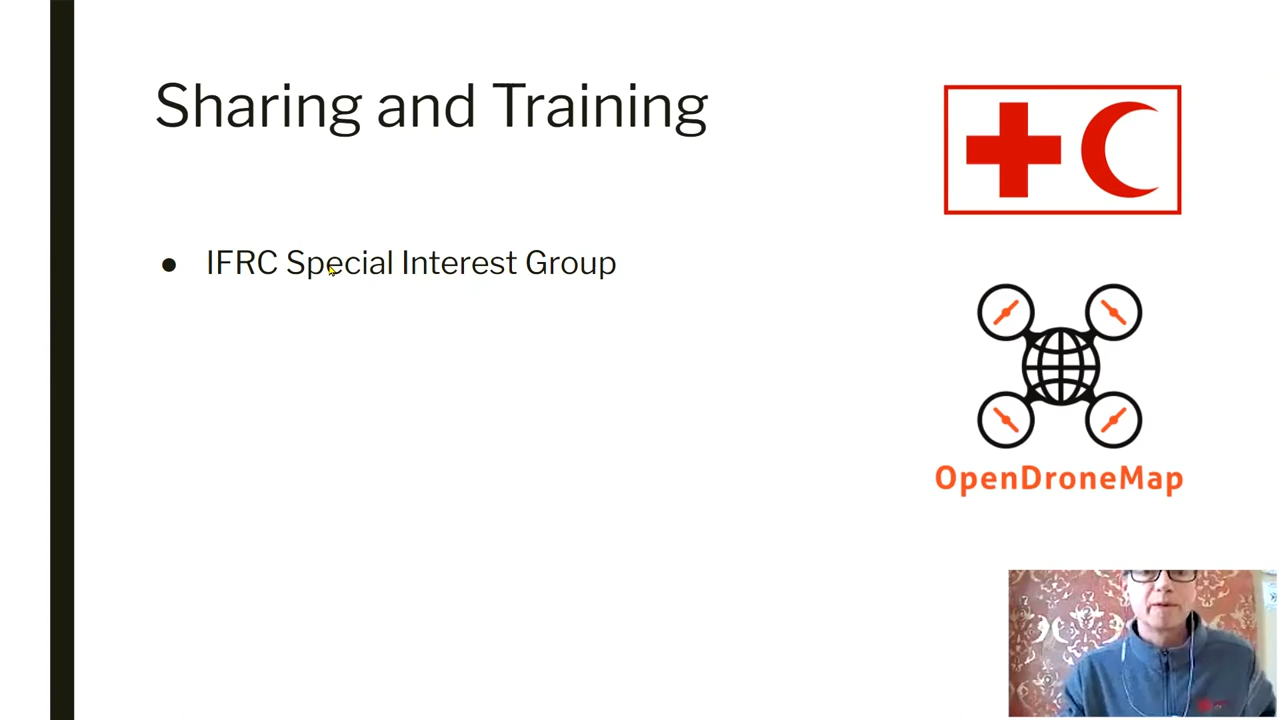 Sharing and Training
● IFRC Special Interest Group
OpenDroneMap